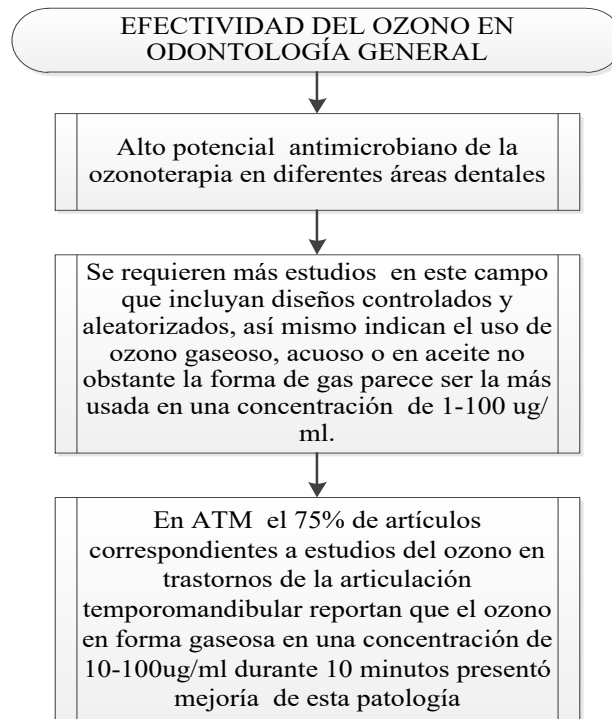 EFECTIVIDAD DEL OZONO EN
ODONTOLOGÍA GENERAL
Alto potencial antimicrobiano de la
ozonoterapia en diferentes áreas dentales
Se requieren más estudios en este campo
que incluyan diseños controlados y
aleatorizados, así mismo indican el uso de
ozono gaseoso, acuoso o en aceite no
obstante la forma de gas parece ser la más
usada en una concentración de 1-100 ug/
ml.
En ATM el 75% de artículos
correspondientes a estudios del ozono en
trastornos de la articulación
temporomandibular reportan que el ozono
en forma gaseosa en una concentración de
10-100ug/ml durante 10 minutos presentó
mejoría de esta patología